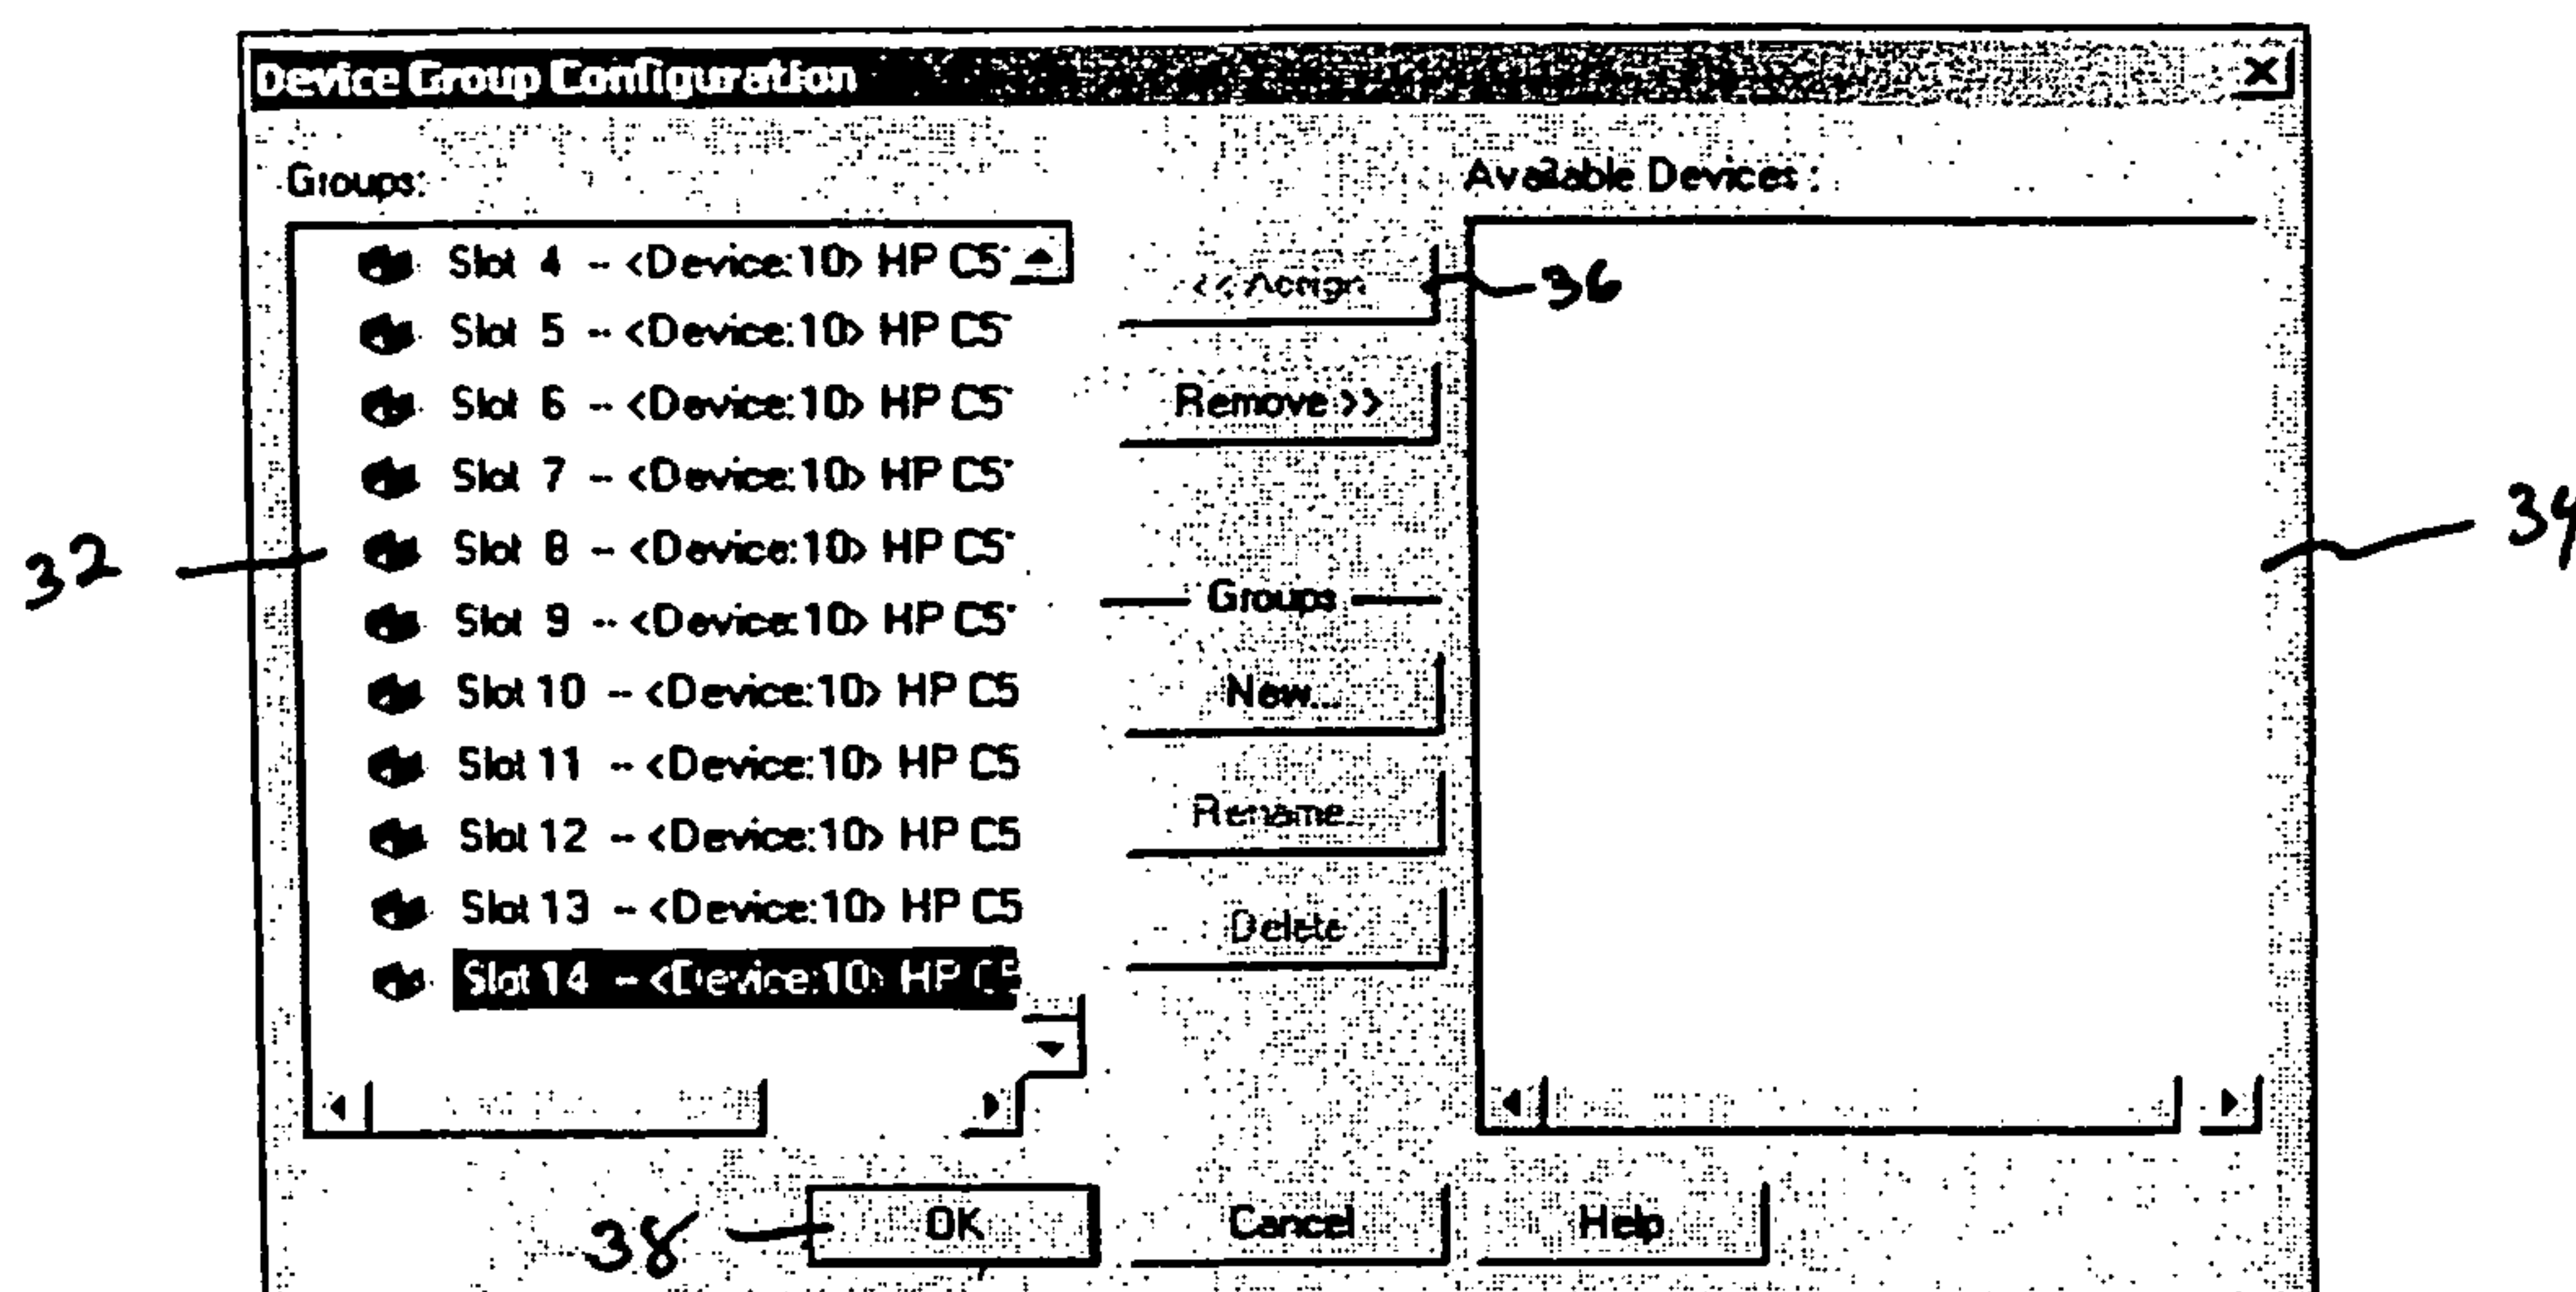 Device Group Configuration
Groups:
Available Devices:
Slot 4 -- <Device:10> HP C5
Slot 5 -- <Device:10> HP C5
Slot 6 -- <Device:10> HP C5
Slot 7 -- <Device:10> HP C5
Slot 8 -- <Device:10> HP C5
Slot 9 -- <Device:10> HP C5
Slot 10 -- <Device:10> HP C5
Slot 11 -- <Device:10> HP C5
Slot 12 -- <Device:10> HP C5
Slot 13 -- <Device:10> HP C5
Slot 14 -- <Device:10> HP C5
<< Assign
36
Remove >>
32
34
Groups
New...
Rename...
Delete
38
OK
Cancel
Help